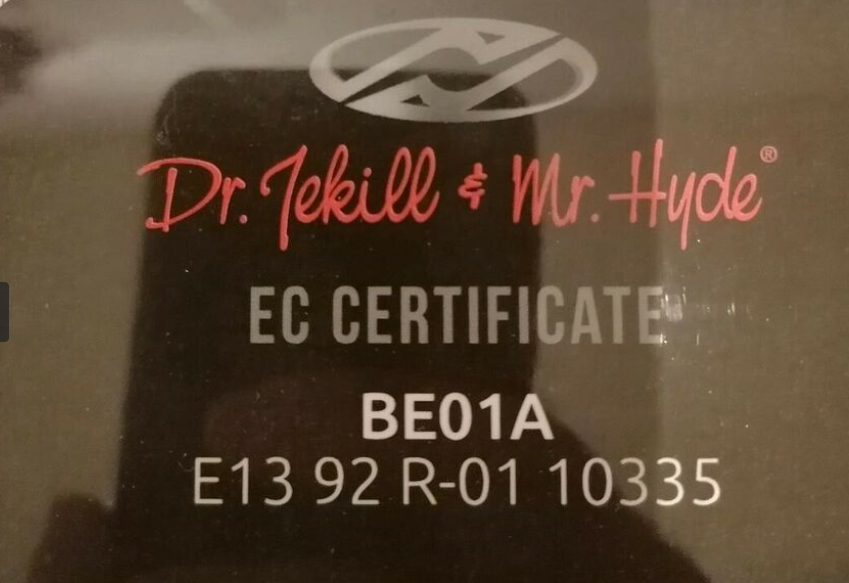 Dr. Jekill & Mr. Hyde®
EC CERTIFICATE
BE01A
E13 92 R-01 10335